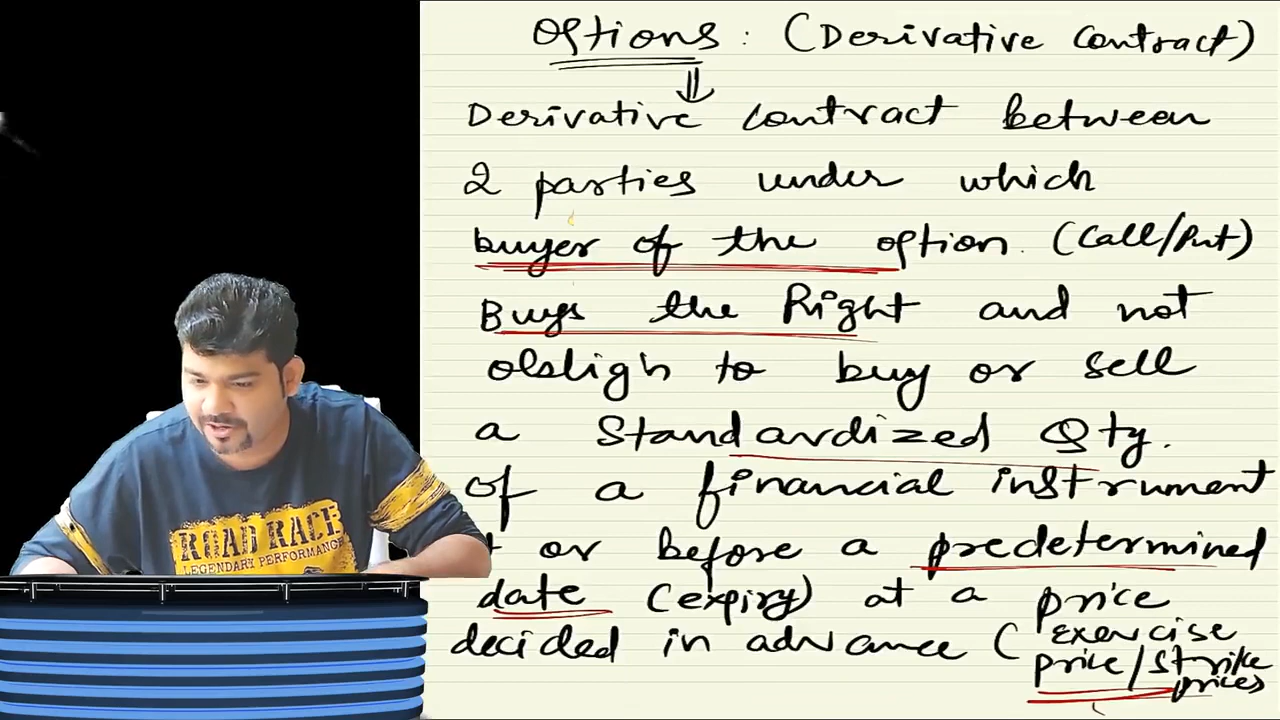 Options : (Derivative Contract)
Derivative Contract between
2 parties under which
buyer of the option. (Call/Put)
Buys the Right and not
obligⁿ to buy or sell
a Standardized Qty.
of a financial instrument
or before a predetermined
date (expiry) at a price
decided in advance ( exercise
price/Strike
prices
ROAD RACE
LEGENDARY PERFORMANCE